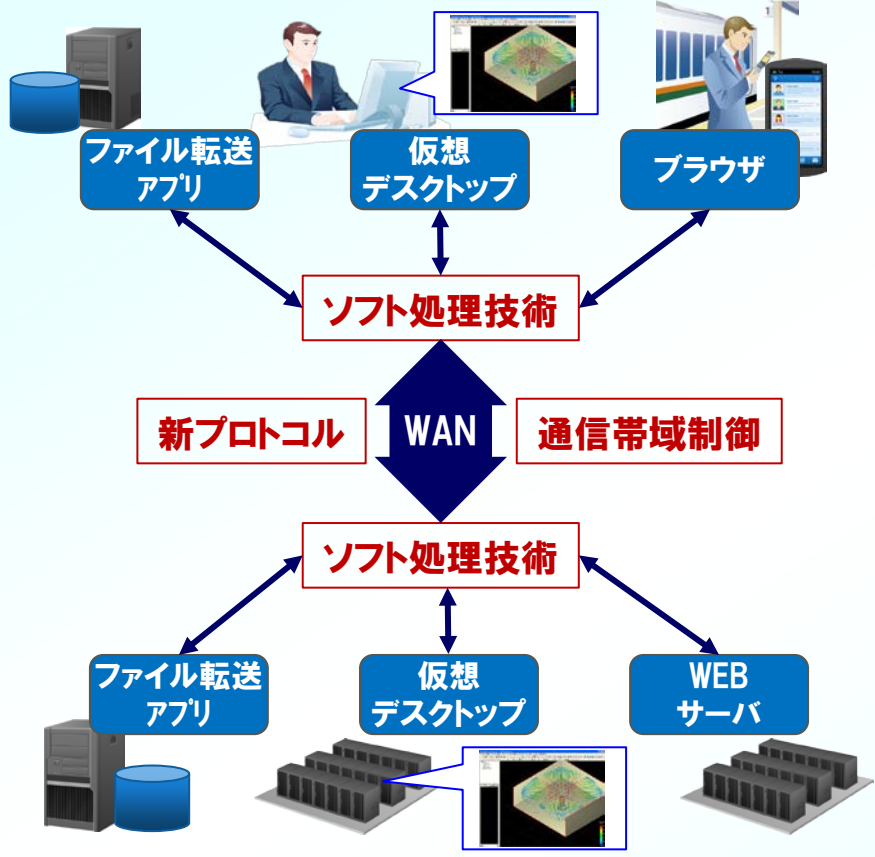 ファイル転送
アプリ
仮想
デスクトップ
ブラウザ
ソフト処理技術
新プロトコル
WAN
通信帯域制御
ソフト処理技術
ファイル転送
アプリ
仮想
デスクトップ
WEB
サーバ